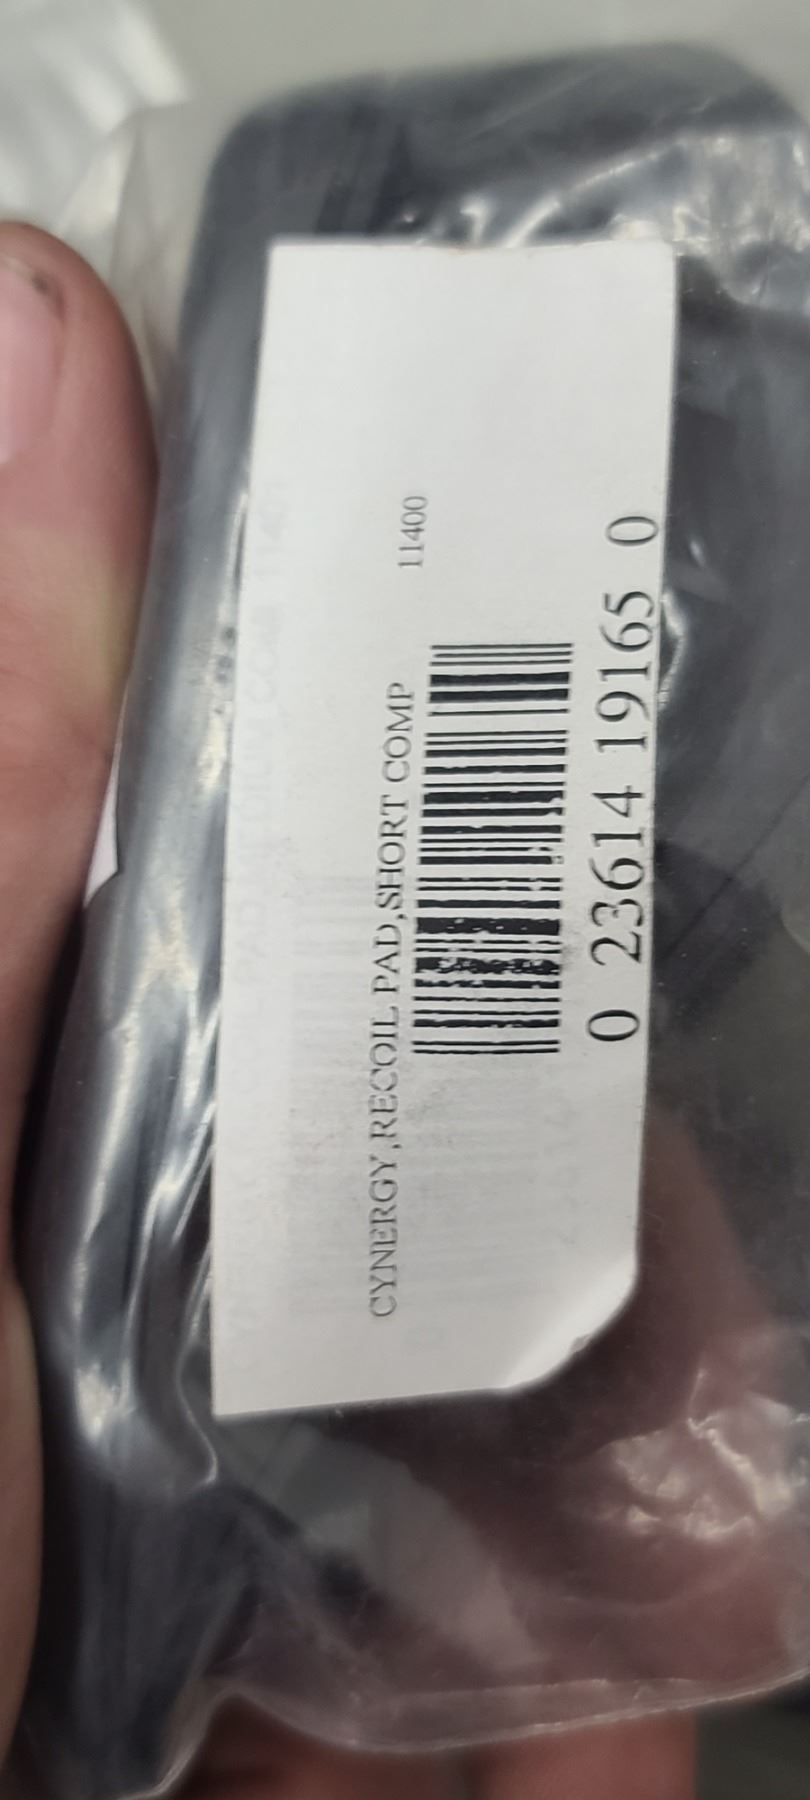 11400
CYNERGY,RECOIL PAD,SHORT COMP
0 23614 19165 0